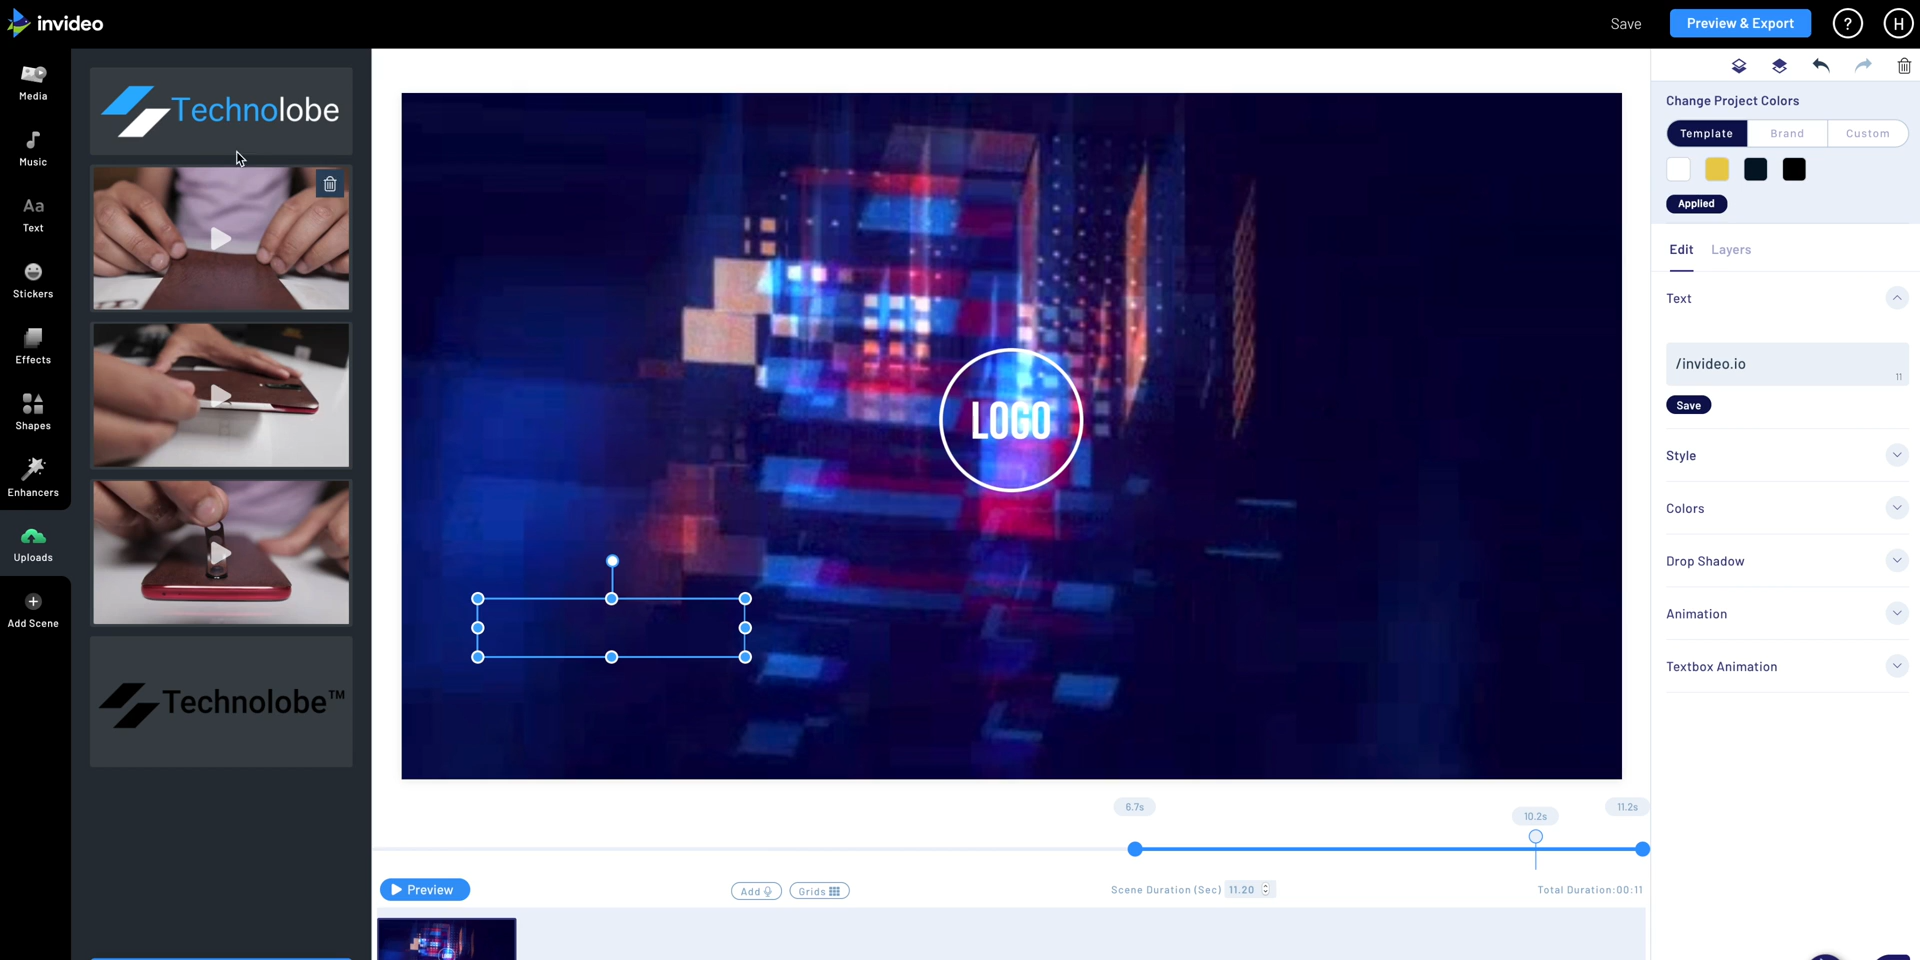 invideo
Save
Preview & Export
?
H
Media
Music
Aa
Text
Stickers
Effects
Shapes
Enhancers
Uploads
Add Scene
Technolobe
Technolobe™
LOGO
Change Project Colors
Template
Brand
Custom
Applied
Edit
Layers
Text
/invideo.io
11
Save
Style
Colors
Drop Shadow
Animation
Textbox Animation
6.7s
11.2s
10.2s
Preview
Add
Grids
Scene Duration (Sec) 11.20
Total Duration:00:11